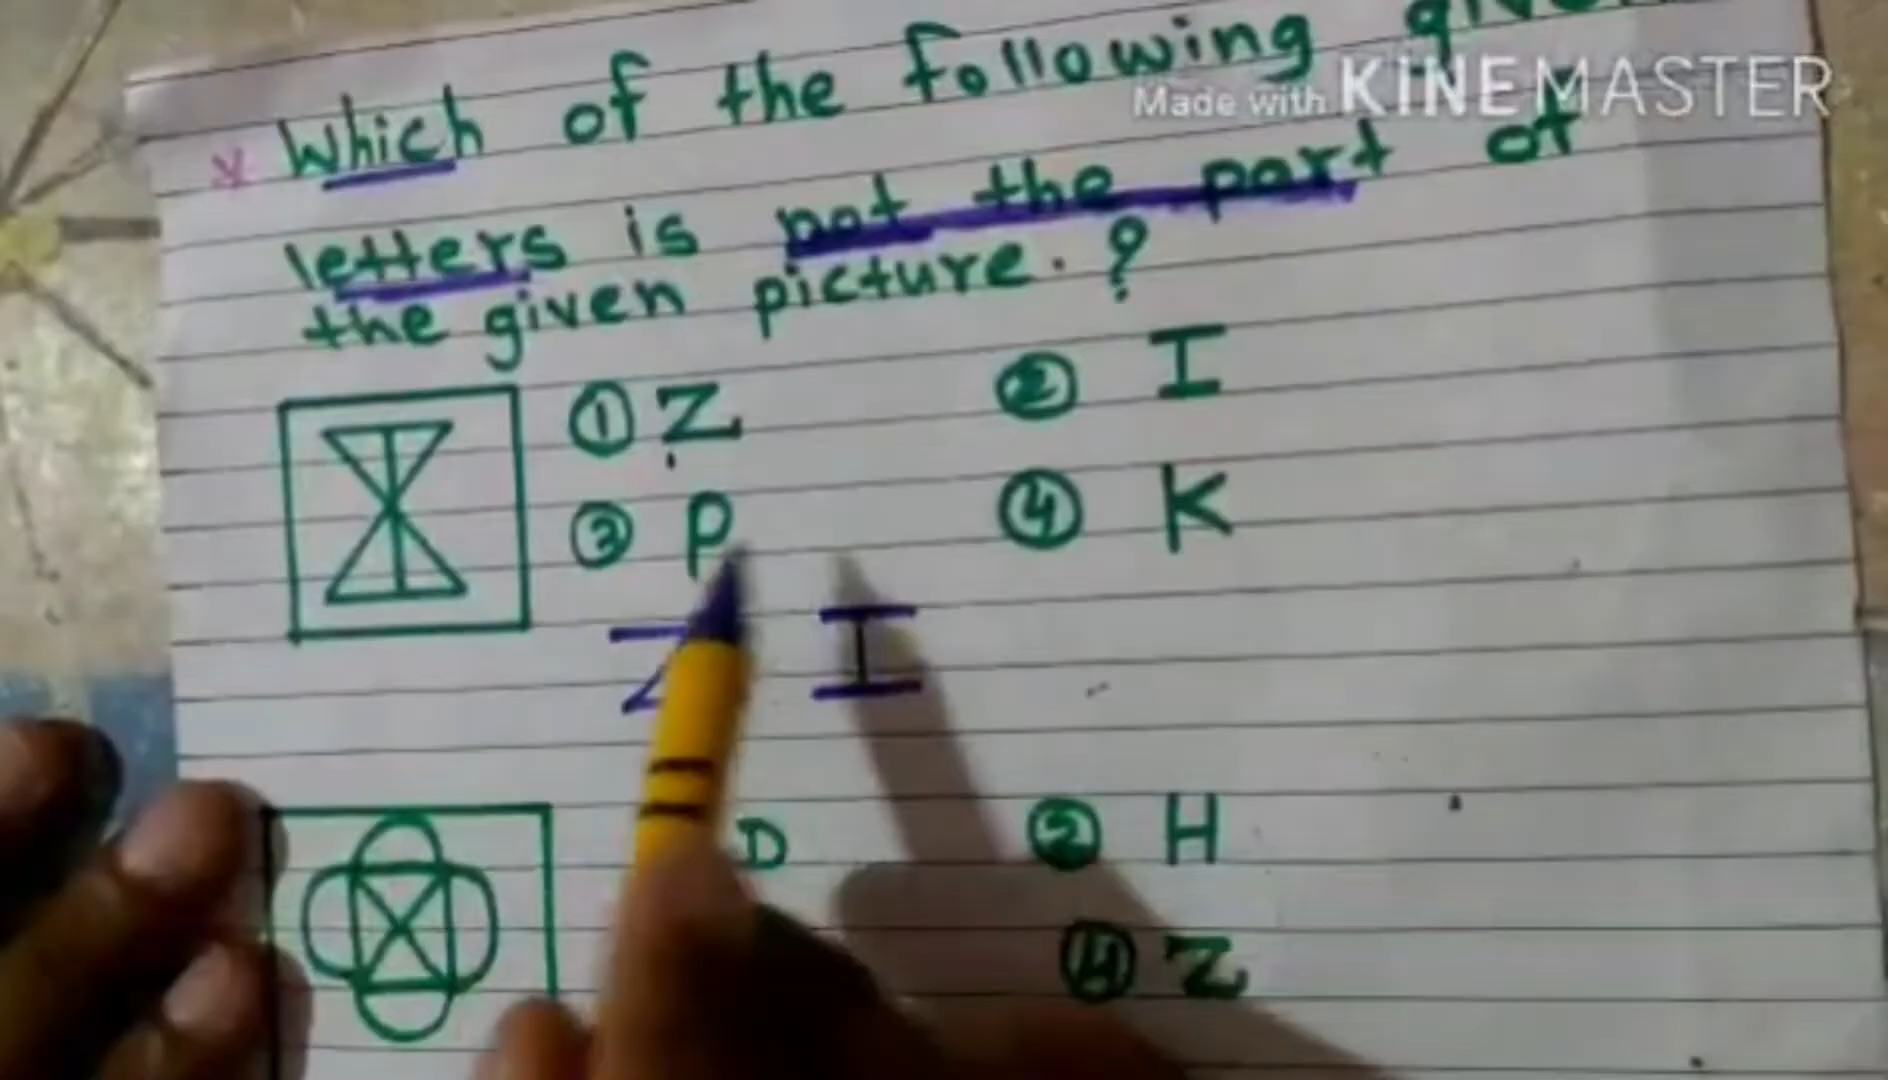 Made with KINEMASTER
x Which of the following
letters is not the part of
the given picture. ?
① Z ② I
③ P ④ K
Z I
D ② H
④ Z